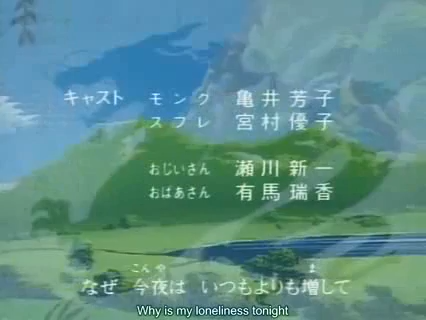 キャスト モンク 亀井芳子
スフレ 宮村優子
おじいさん 瀬川新一
おばあさん 有馬瑞香
こんや ま
なぜ 今夜は いつもよりも増して
Why is my loneliness tonight